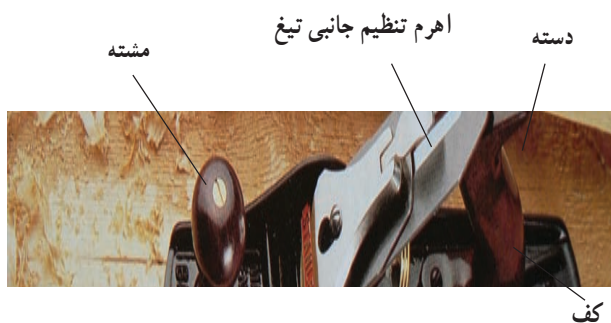 اهرم تنظیم جانبی تیغ
دسته
مشته
کف